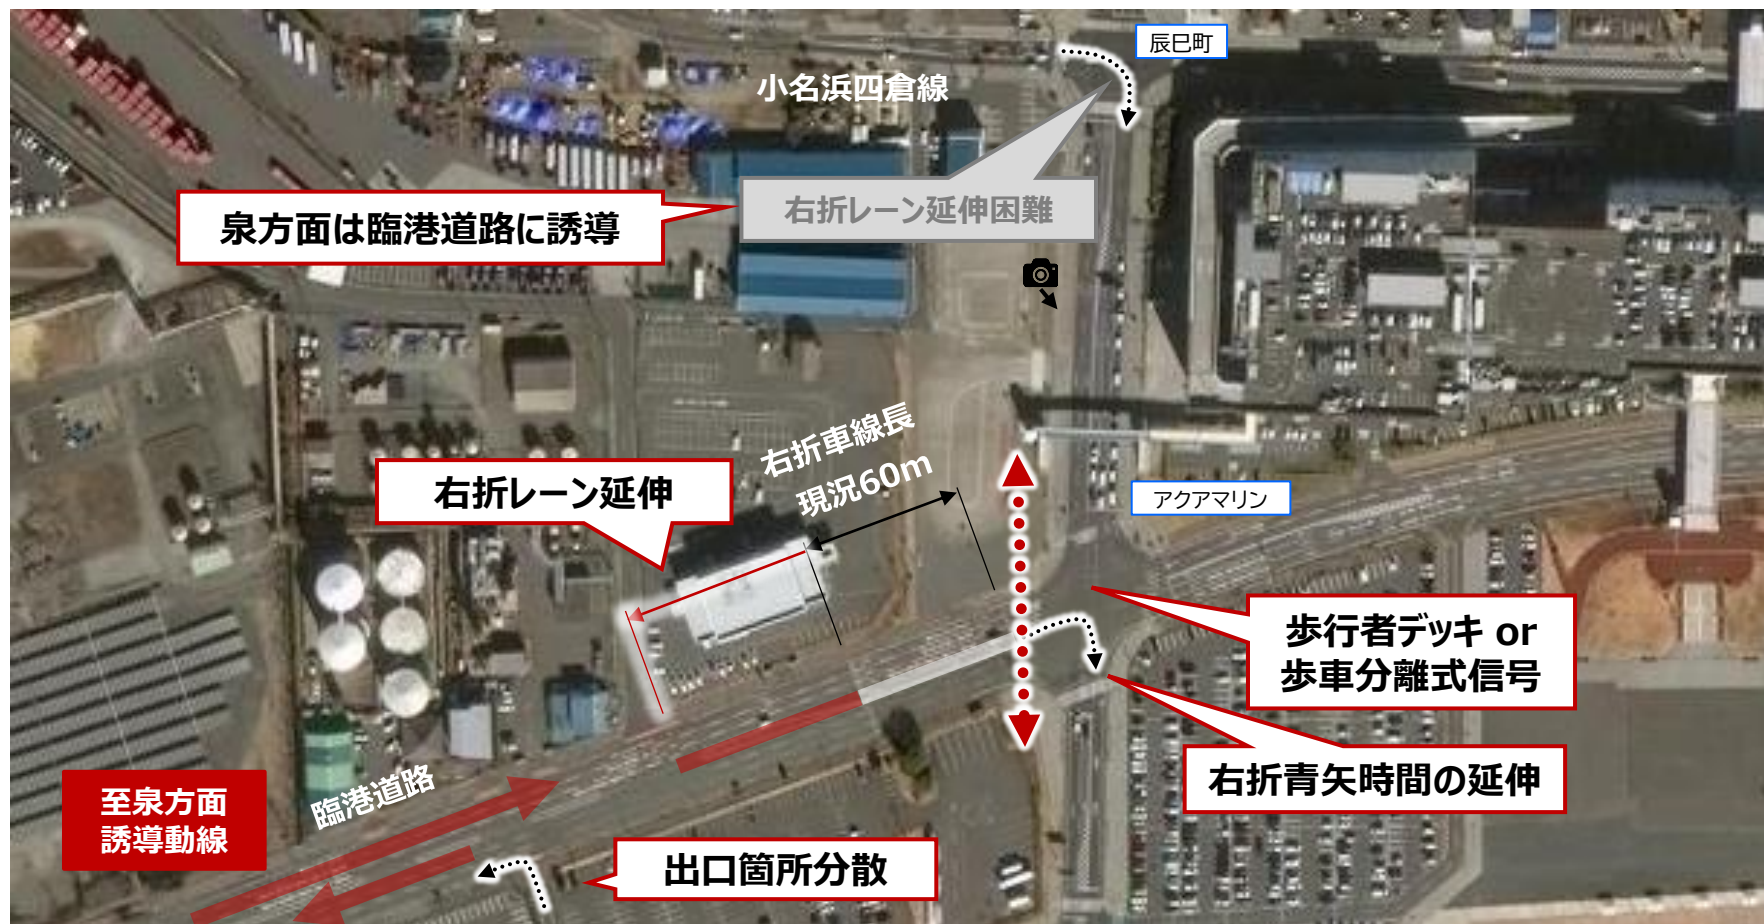 辰巳町
小名浜四倉線
右折レーン延伸困難
泉方面は臨港道路に誘導
右折車線長
現況60m
右折レーン延伸
アクアマリン
歩行者デッキ or
歩車分離式信号
右折青矢時間の延伸
臨港道路
至泉方面
誘導動線
出口箇所分散